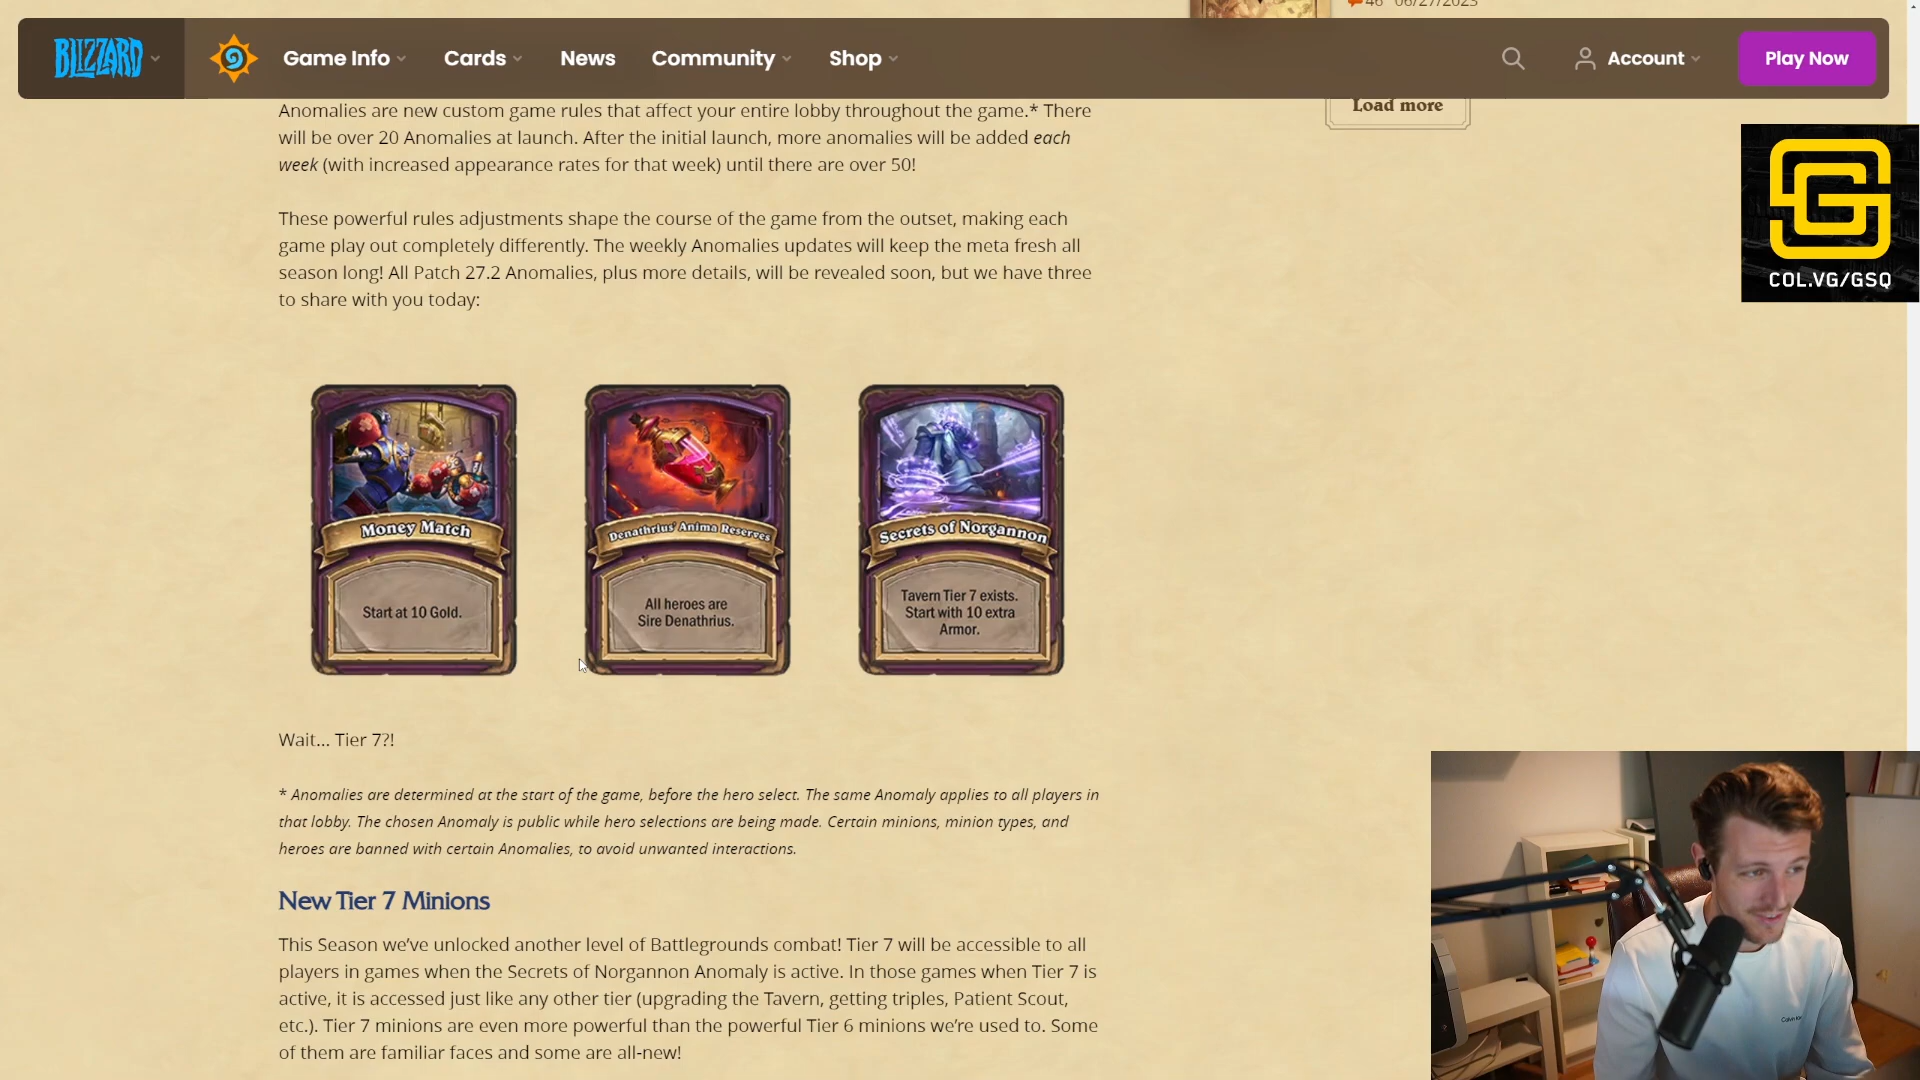 46 06/27/2023
BLIZZARD
Game Info
Cards
News
Community
Shop
Account
Play Now
Load more
Anomalies are new custom game rules that affect your entire lobby throughout the game.* There
will be over 20 Anomalies at launch. After the initial launch, more anomalies will be added each
week (with increased appearance rates for that week) until there are over 50!
These powerful rules adjustments shape the course of the game from the outset, making each
game play out completely differently. The weekly Anomalies updates will keep the meta fresh all
season long! All Patch 27.2 Anomalies, plus more details, will be revealed soon, but we have three
to share with you today:
COL.VG/GSQ
Money Match
Start at 10 Gold.
Denathrius' Anima Reserves
All heroes are
Sire Denathrius.
Secrets of Norgannon
Tavern Tier 7 exists.
Start with 10 extra
Armor.
Wait... Tier 7?!
* Anomalies are determined at the start of the game, before the hero select. The same Anomaly applies to all players in
that lobby. The chosen Anomaly is public while hero selections are being made. Certain minions, minion types, and
heroes are banned with certain Anomalies, to avoid unwanted interactions.
New Tier 7 Minions
This Season we've unlocked another level of Battlegrounds combat! Tier 7 will be accessible to all
players in games when the Secrets of Norgannon Anomaly is active. In those games when Tier 7 is
active, it is accessed just like any other tier (upgrading the Tavern, getting triples, Patient Scout,
etc.). Tier 7 minions are even more powerful than the powerful Tier 6 minions we're used to. Some
of them are familiar faces and some are all-new!